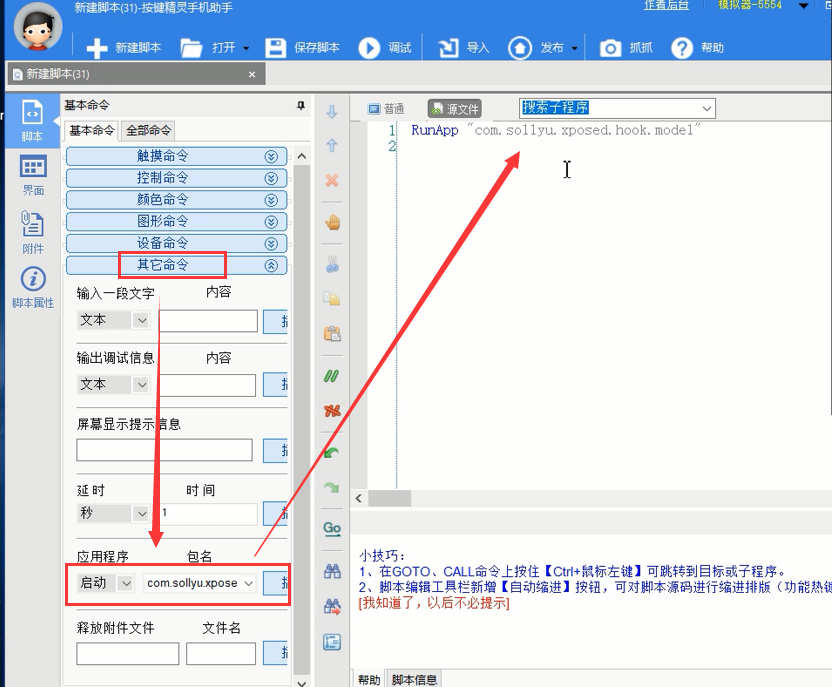 新建脚本(31)-按键精灵手机助手
作者后台
模拟器-5554
新建脚本
打开
保存脚本
调试
导入
发布
抓抓
帮助
新建脚本(31)
脚本
界面
附件
脚本属性
基本命令
基本命令
全部命令
触摸命令
控制命令
颜色命令
图形命令
设备命令
其它命令
输入一段文字
内容
文本
输出调试信息
内容
文本
屏幕显示提示信息
延时
时间
秒
1
应用程序
包名
启动
com.sollyu.xpose
释放附件文件
文件名
Go
普通
源文件
搜索子程序
1 RunApp "com.sollyu.xposed.hook.model"
2
小技巧：
1、在GOTO、CALL命令上按住【Ctrl+鼠标左键】可跳转到目标或子程序。
2、脚本编辑工具栏新增【自动缩进】按钮，可对脚本源码进行缩进排版（功能热键
[我知道了，以后不必提示]
帮助
脚本信息